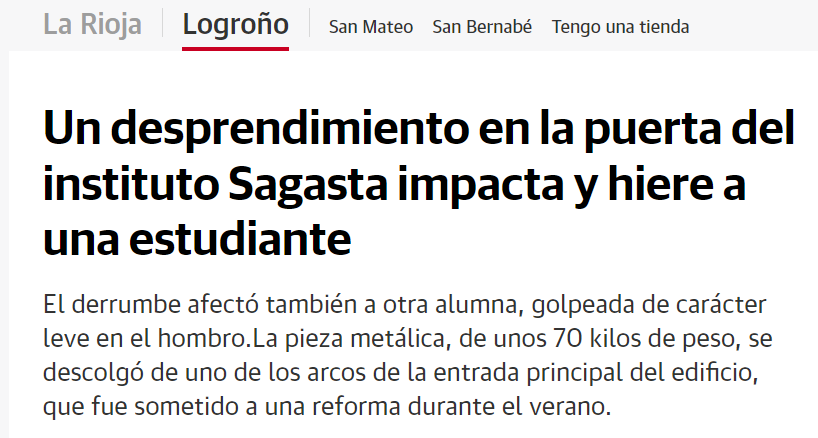 La Rioja Logroño San Mateo San Bernabé Tengo una tienda
Un desprendimiento en la puerta del
instituto Sagasta impacta y hiere a
una estudiante
El derrumbe afectó también a otra alumna, golpeada de carácter
leve en el hombro.La pieza metálica, de unos 70 kilos de peso, se
descolgó de uno de los arcos de la entrada principal del edificio,
que fue sometido a una reforma durante el verano.